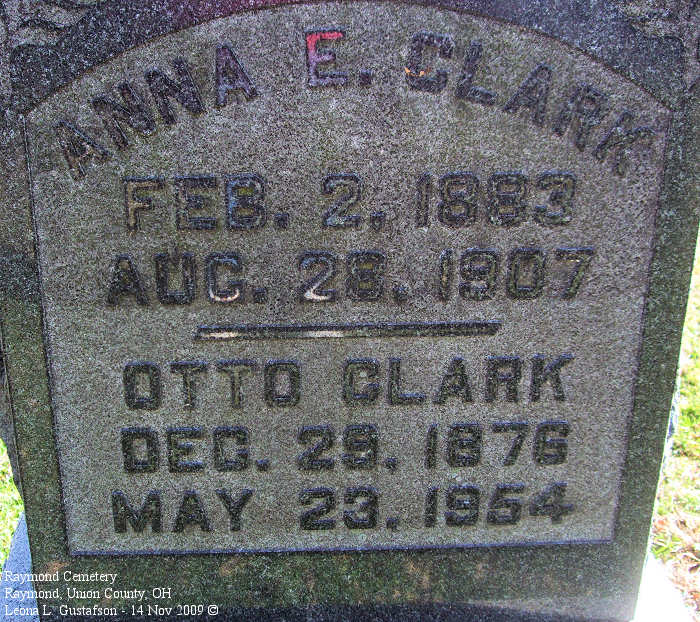 ANNA E. CLARK
FEB. 2, 1883
AUG. 28, 1907
OTTO CLARK
DEC. 29, 1876
MAY 23, 1954
Raymond Cemetery
Raymond, Union County, OH
Leona L. Gustafson - 14 Nov 2009 ©